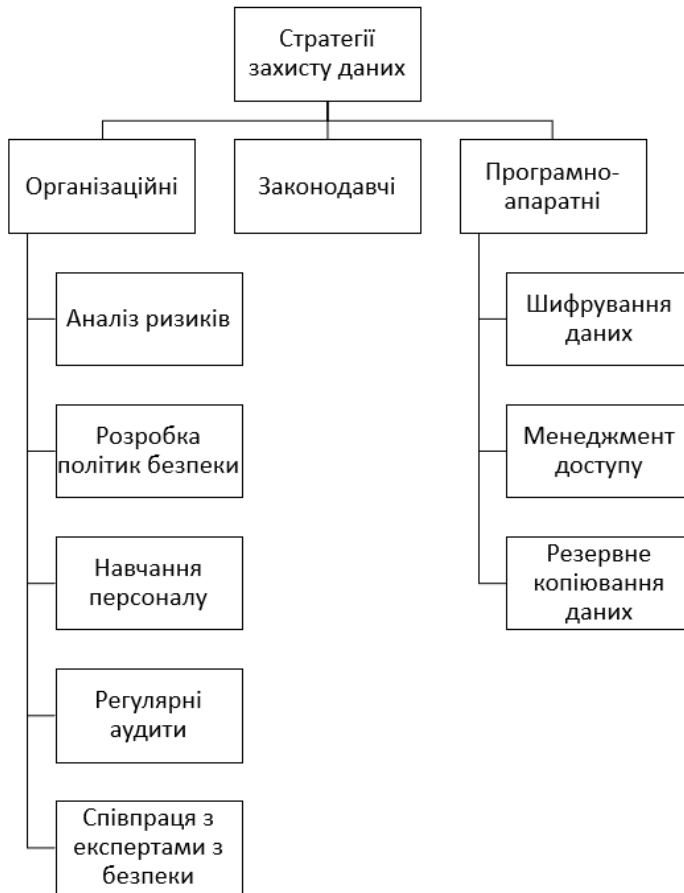 Стратегії
захисту даних
Організаційні
Законодавчі
Програмно-
апаратні
Аналіз ризиків
Розробка
політик безпеки
Навчання
персоналу
Регулярні
аудити
Співпраця з
експертами з
безпеки
Шифрування
даних
Менеджмент
доступу
Резервне
копіювання
даних